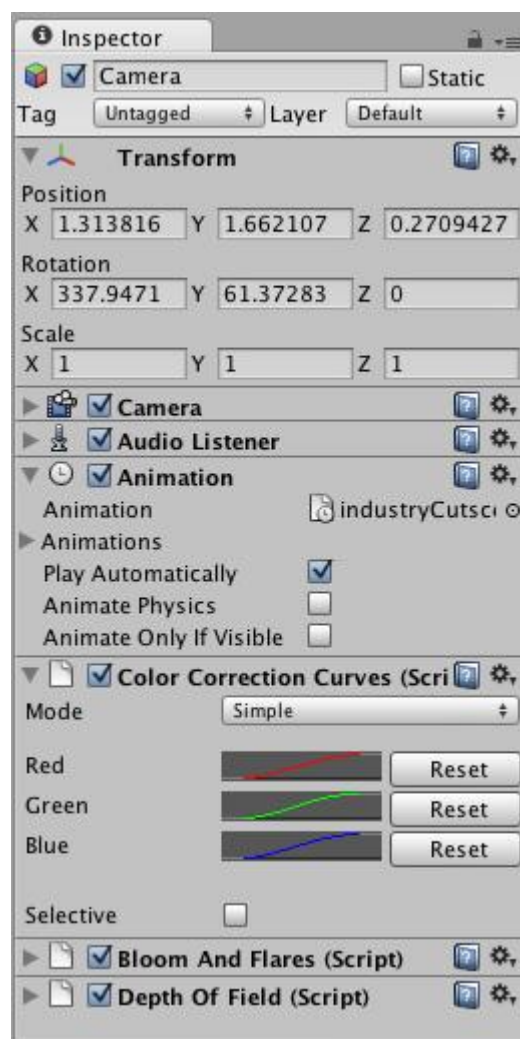 Inspector
Camera Static
Tag Untagged Layer Default
Transform
Position
X 1.313816 Y 1.662107 Z 0.2709427
Rotation
X 337.9471 Y 61.37283 Z 0
Scale
X 1 Y 1 Z 1
Camera
Audio Listener
Animation
Animation industryCutsc
Animations
Play Automatically
Animate Physics
Animate Only If Visible
Color Correction Curves (Scri
Mode Simple
Red Reset
Green Reset
Blue Reset
Selective
Bloom And Flares (Script)
Depth Of Field (Script)